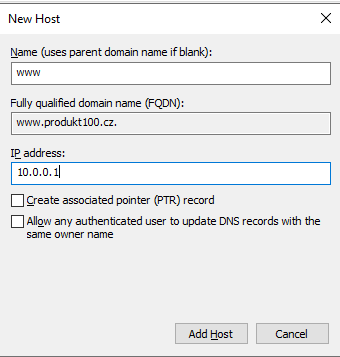 New Host
Name (uses parent domain name if blank):
www
Fully qualified domain name (FQDN):
www.produkt100.cz.
IP address:
10.0.0.1
Create associated pointer (PTR) record
Allow any authenticated user to update DNS records with the
same owner name
Add Host
Cancel